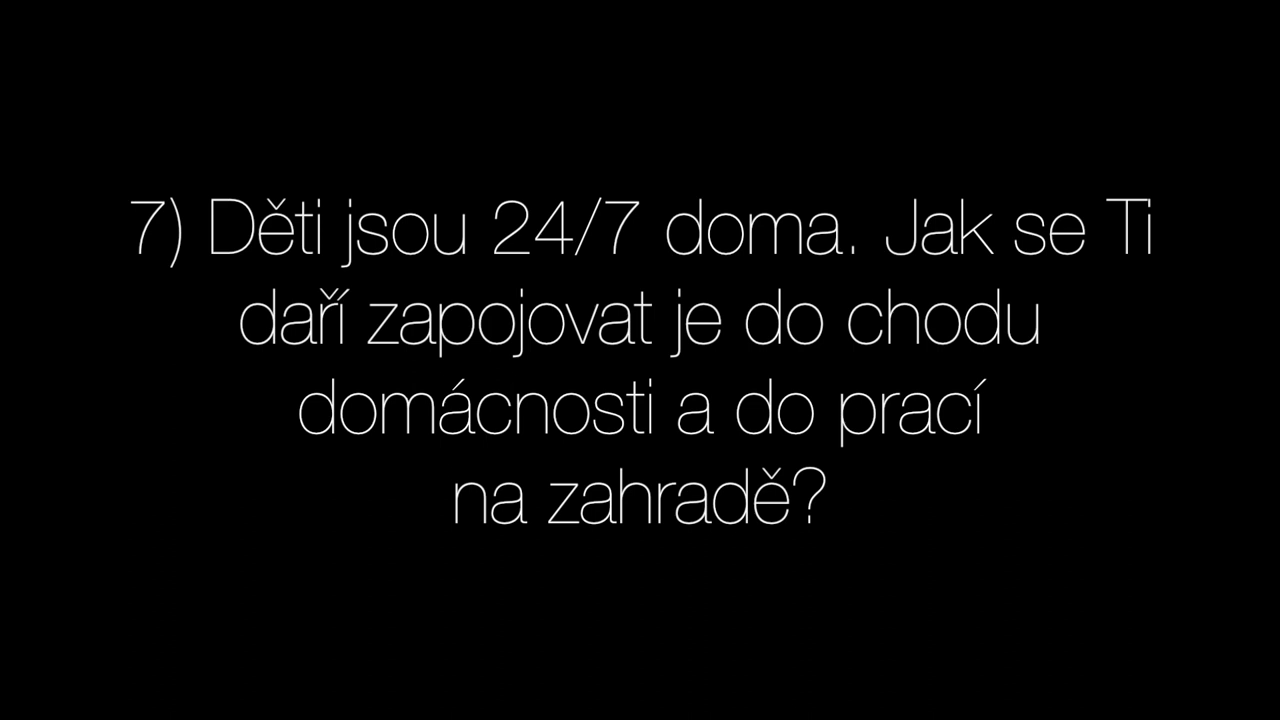 7) Děti jsou 24/7 doma. Jak se Ti
daří zapojovat je do chodu
domácnosti a do prací
na zahradě?